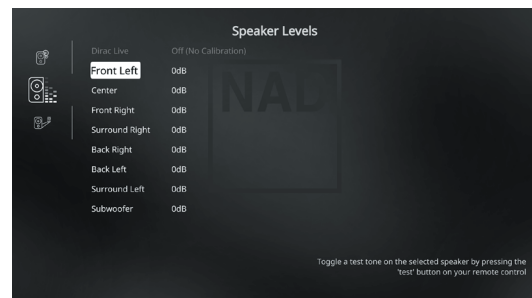 Speaker Levels
Dirac Live Off (No Calibration)
Front Left 0dB
Center 0dB
Front Right 0dB
Surround Right 0dB
Back Right 0dB
Back Left 0dB
Surround Left 0dB
Subwoofer 0dB
NAD
Toggle a test tone on the selected speaker by pressing the
'test' button on your remote control